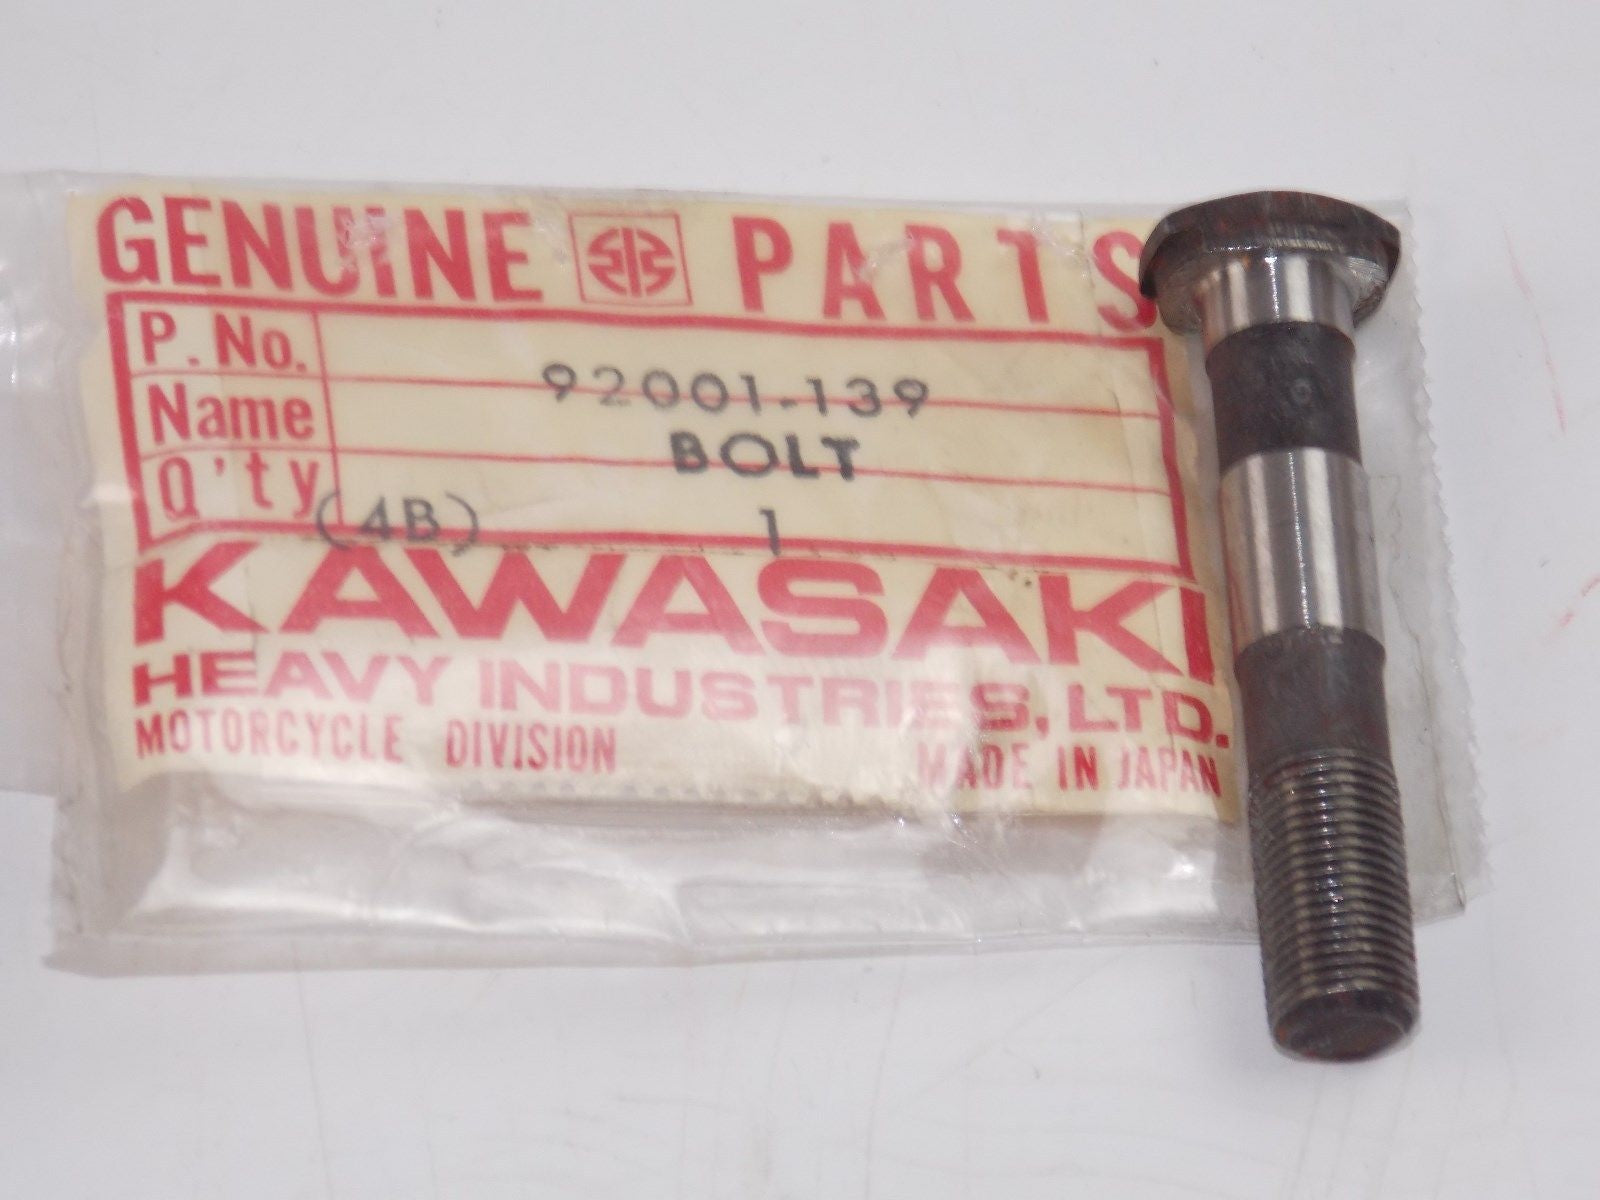 GENUINE PARTS
P. No. 92001-139
Name BOLT
Q'ty (4B) 1
KAWASAKI
HEAVY INDUSTRIES, LTD.
MOTORCYCLE DIVISION MADE IN JAPAN